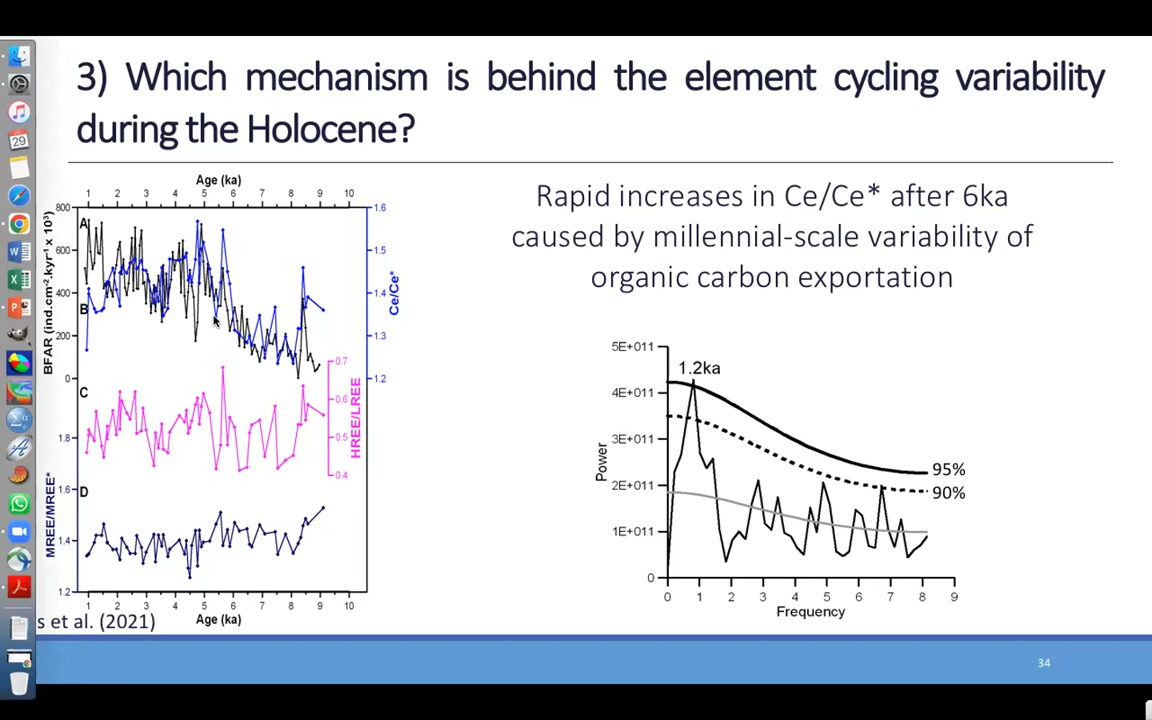 3) Which mechanism is behind the element cycling variability
during the Holocene?
Rapid increases in Ce/Ce* after 6ka
caused by millennial-scale variability of
organic carbon exportation
Age (ka)
1 2 3 4 5 6 7 8 9 10
BFAR (ind.cm⁻².kyr⁻¹ x 10³)
800
600
400
200
0
A
B
1.6
1.5
1.4
1.3
1.2
Ce/Ce*
C
0.7
0.6
0.5
0.4
HREE/LREE
D
1.8
1.6
1.4
1.2
MREE/MREE*
1 2 3 4 5 6 7 8 9 10
Age (ka)
s et al. (2021)
5E+011
4E+011
3E+011
2E+011
1E+011
0
Power
1.2ka
95%
90%
0 1 2 3 4 5 6 7 8 9
Frequency
34
29